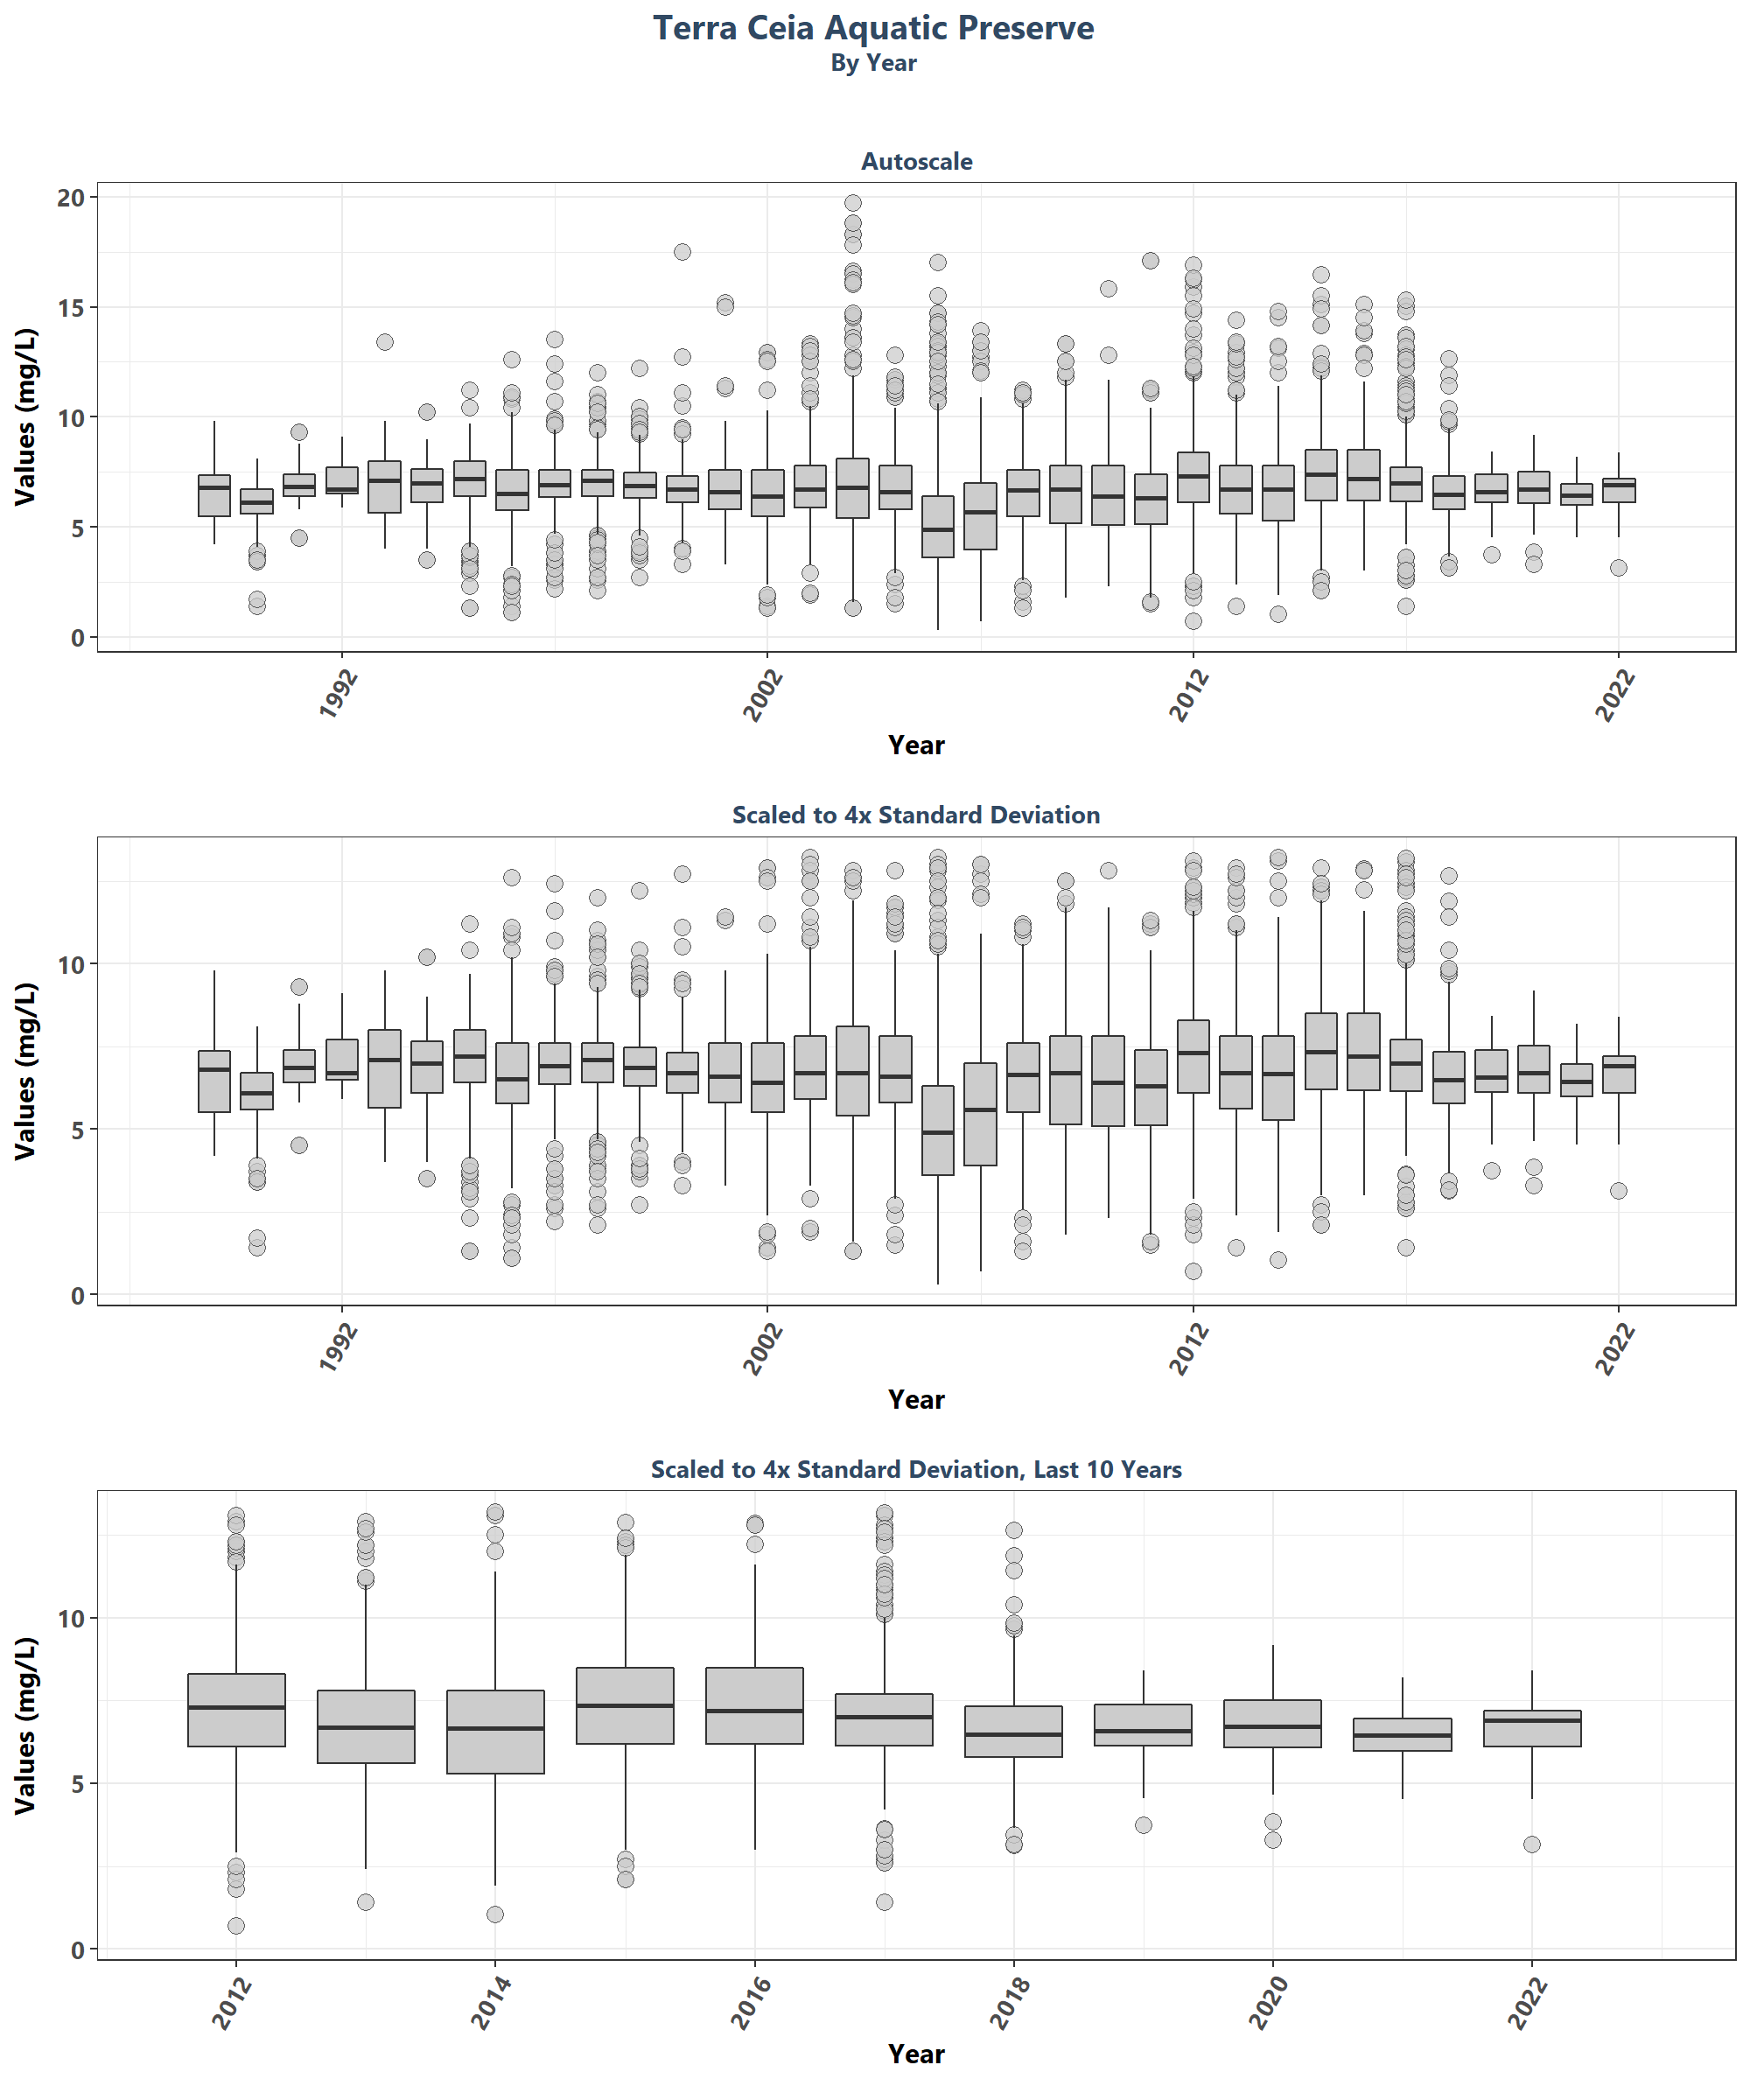 Terra Ceia Aquatic Preserve
By Year
Autoscale
Values (mg/L)
20
15
10
5
0
1992
2002
2012
2022
Year
Scaled to 4x Standard Deviation
Values (mg/L)
10
5
0
1992
2002
2012
2022
Year
Scaled to 4x Standard Deviation, Last 10 Years
Values (mg/L)
10
5
0
2012
2014
2016
2018
2020
2022
Year